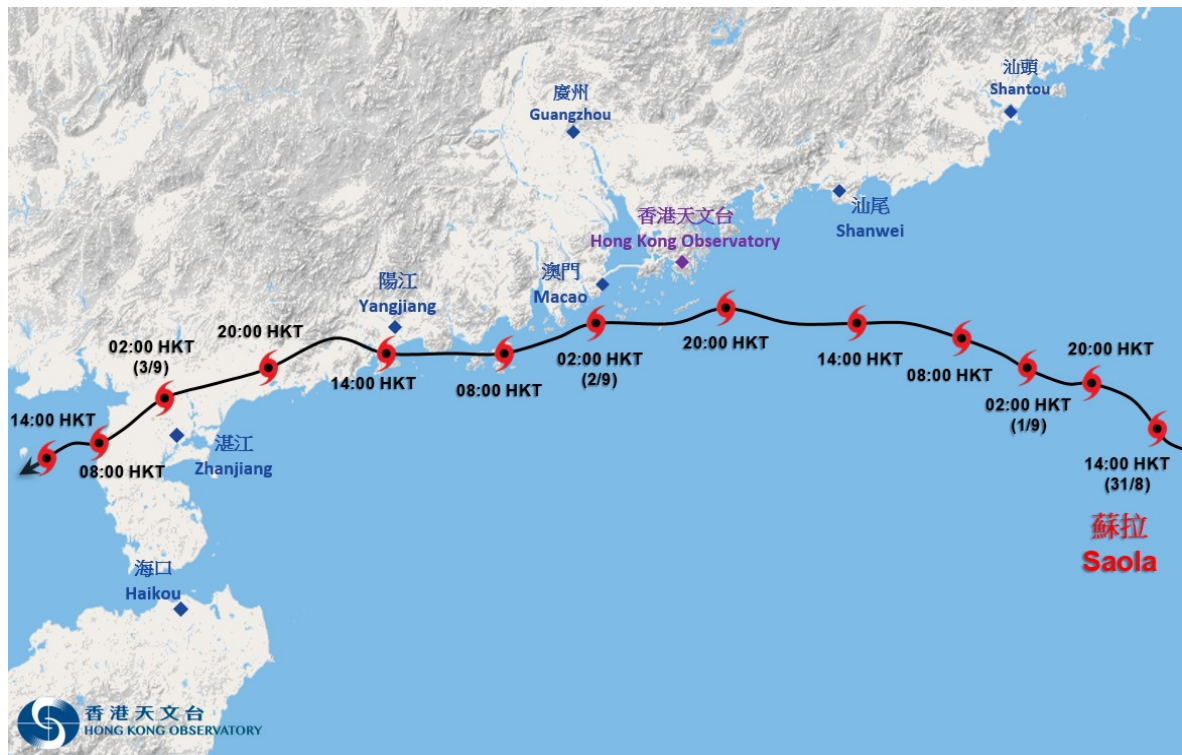 汕頭
Shantou
廣州
Guangzhou
汕尾
Shanwei
香港天文台
Hong Kong Observatory
澳門
Macao
陽江
Yangjiang
20:00 HKT
02:00 HKT
(3/9)
14:00 HKT
08:00 HKT
湛江
Zhanjiang
14:00 HKT
08:00 HKT
02:00 HKT
(2/9)
20:00 HKT
14:00 HKT
08:00 HKT
02:00 HKT
(1/9)
20:00 HKT
14:00 HKT
(31/8)
蘇拉
Saola
海口
Haikou
香港天文台
HONG KONG OBSERVATORY